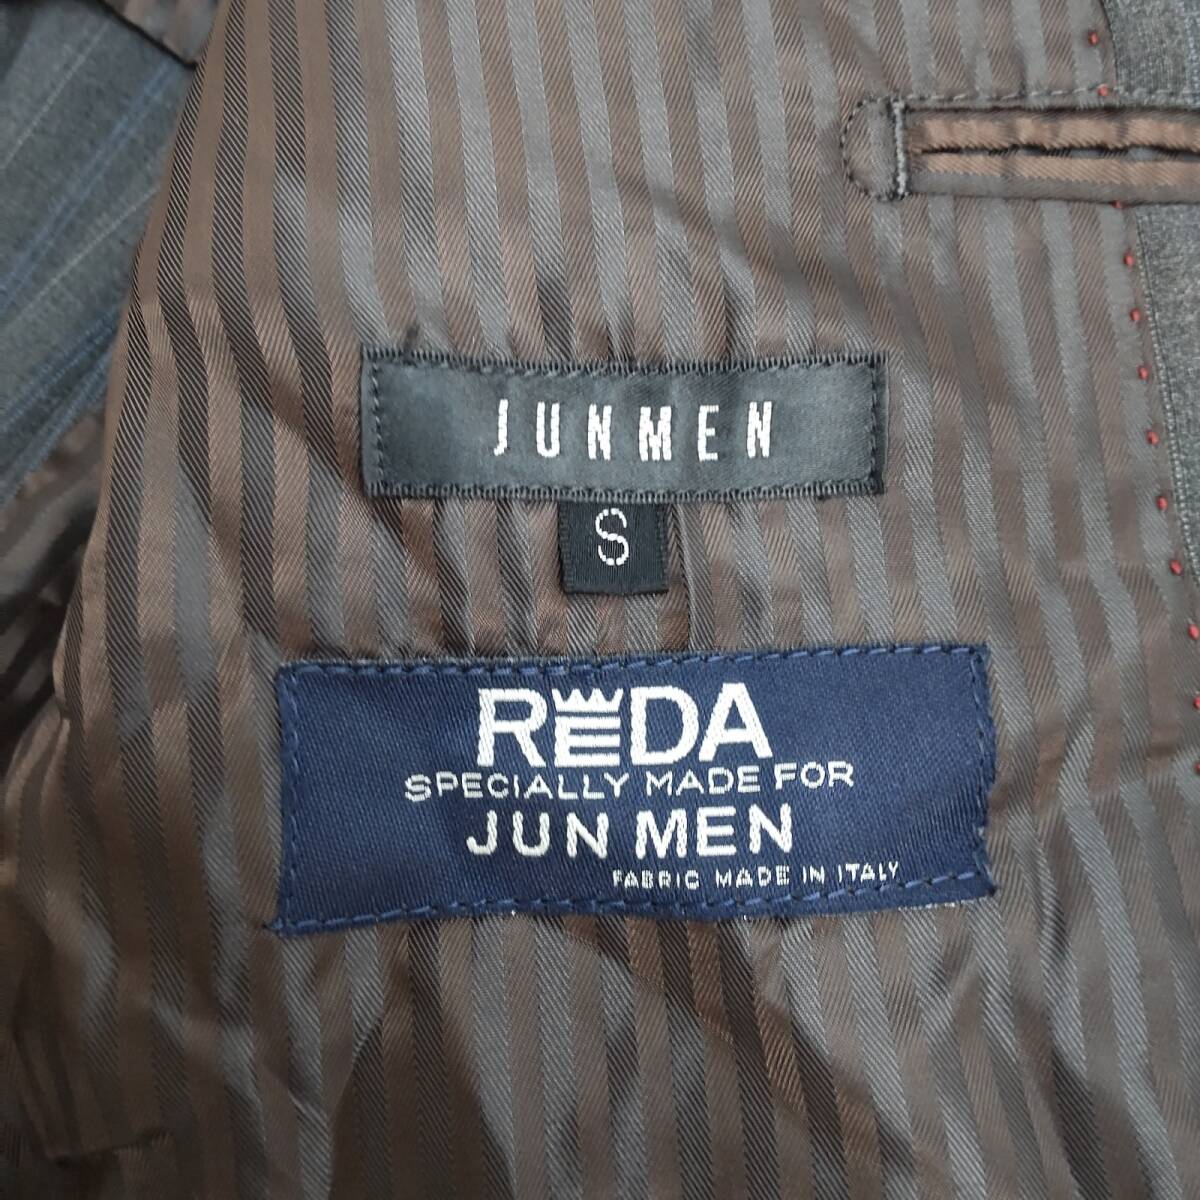 JUNMEN
S
REDA
SPECIALLY MADE FOR
JUN MEN
FABRIC MADE IN ITALY